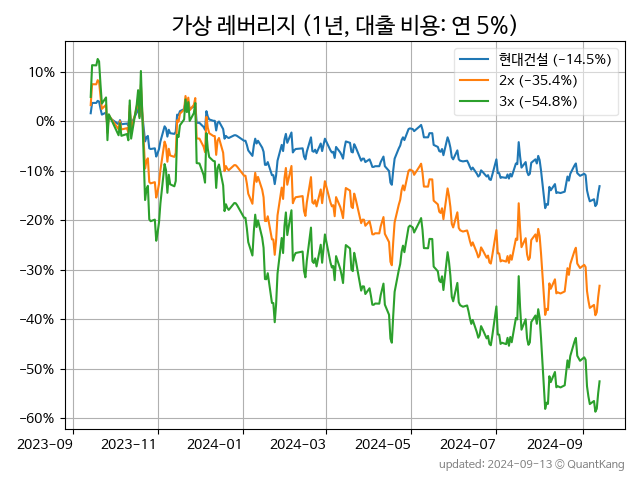 가상 레버리지 (1년, 대출 비용: 연 5%)
현대건설 (-14.5%)
2x (-35.4%)
3x (-54.8%)
10%
0%
-10%
-20%
-30%
-40%
-50%
-60%
2023-09 2023-11 2024-01 2024-03 2024-05 2024-07 2024-09
updated: 2024-09-13 © QuantKang